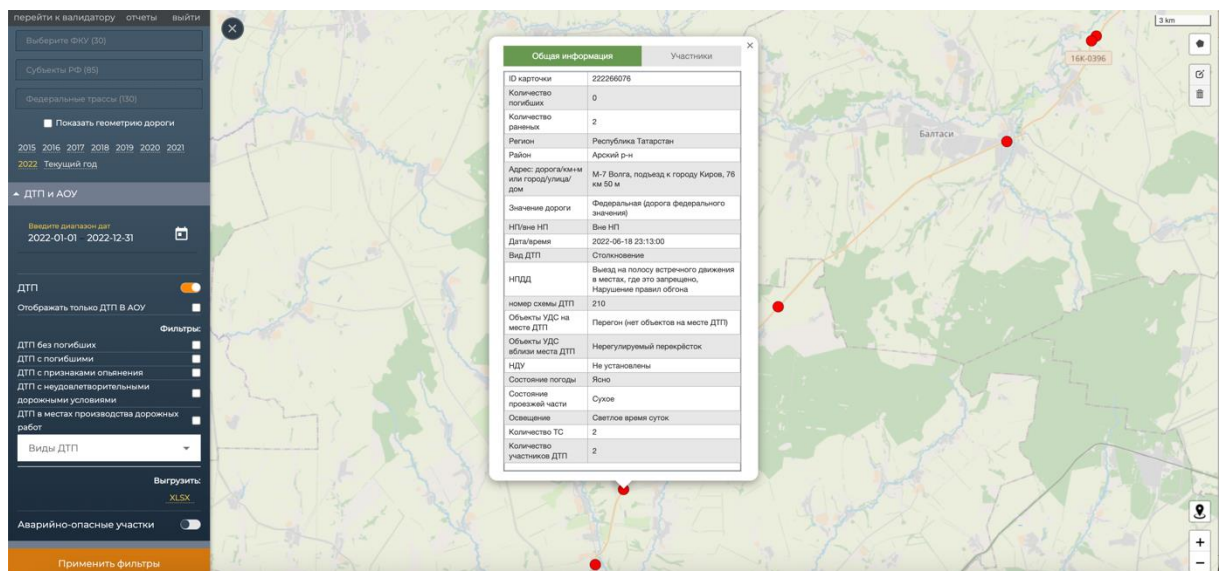 перейти к валидатору отчеты выйти
Выберите ФКУ (30)
Субъекты РФ (85)
Федеральные трассы (130)
Показать геометрию дороги
2015 2016 2017 2018 2019 2020 2021
2022 Текущий год
ДТП и АОУ
Введите диапазон дат
2022-01-01 2022-12-31
ДТП
Отображать только ДТП В АОУ
Фильтры:
ДТП без погибших
ДТП с погибшими
ДТП с признаками опьянения
ДТП с неудовлетворительными
дорожными условиями
ДТП в местах производства дорожных
работ
Виды ДТП
Выгрузить:
XLSX
Аварийно-опасные участки
Применить фильтры
Общая информация Участники
ID карточки 222266076
Количество
погибших 0
Количество
раненых 2
Регион Республика Татарстан
Район Арский р-н
Адрес: дорога/км+м
или город/улица/
дом
М-7 Волга, подъезд к городу Киров, 76
км 50 м
Значение дороги
Федеральная (дорога федерального
значения)
НП/вне НП Вне НП
Дата/время 2022-06-18 23:13:00
Вид ДТП Столкновение
НПДД
Выезд на полосу встречного движения
в местах, где это запрещено,
Нарушение правил обгона
номер схемы ДТП 210
Объекты УДС на
месте ДТП
Перегон (нет объектов на месте ДТП)
Объекты УДС
вблизи места ДТП
Нерегулируемый перекрёсток
НДУ Не установлены
Состояние погоды Ясно
Состояние
проезжей части
Сухое
Освещение Светлое время суток
Количество ТС 2
Количество
участников ДТП
2
3 km
16К-0396
Балтаси